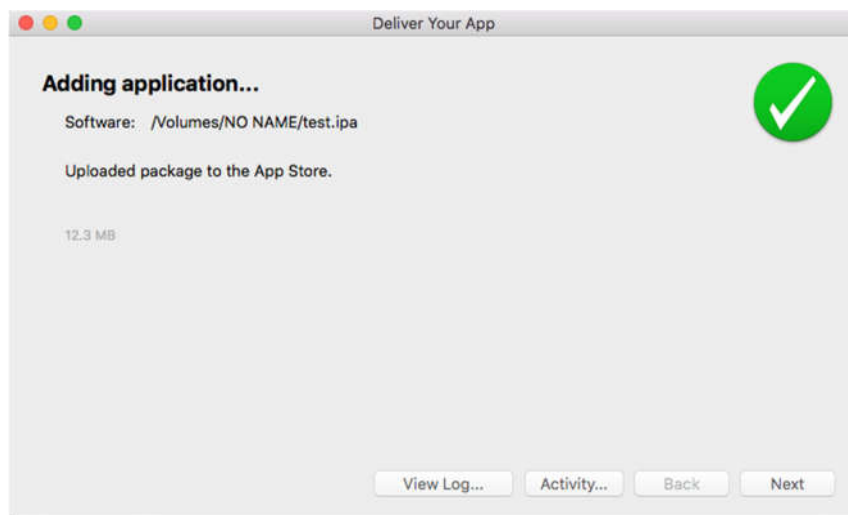 Deliver Your App
Adding application...
Software: /Volumes/NO NAME/test.ipa
Uploaded package to the App Store.
12.3 MB
View Log... Activity... Back Next